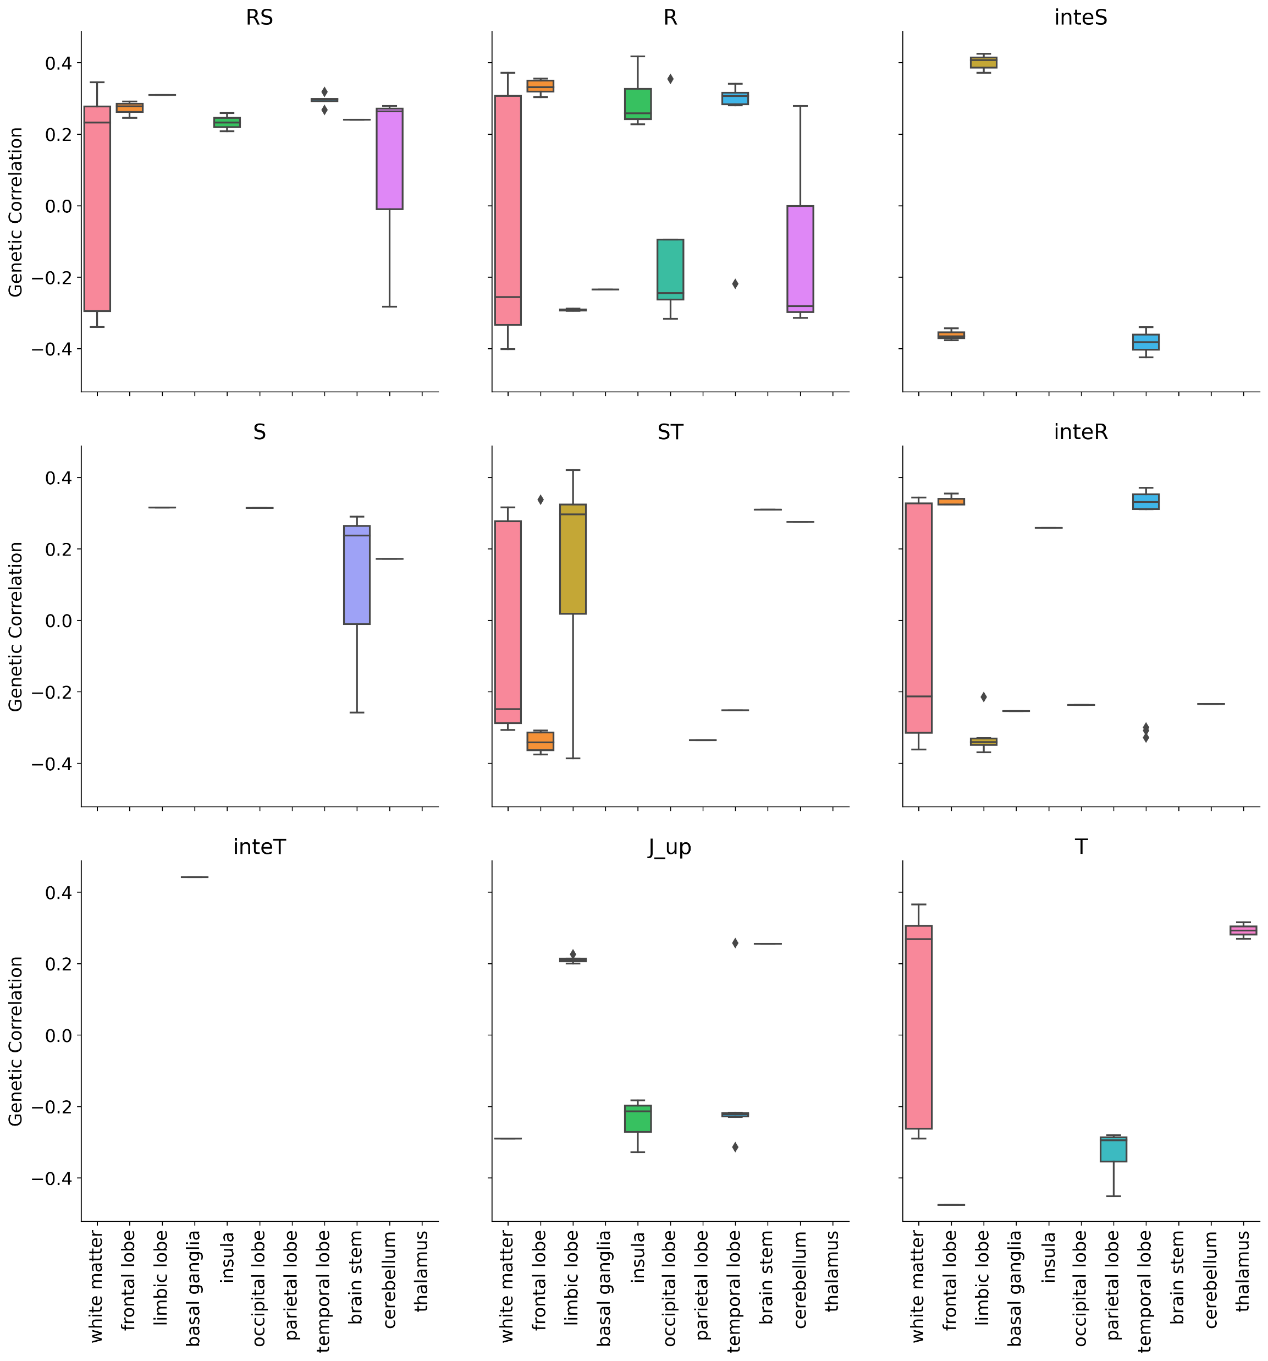 RS
R
inteS
Genetic Correlation
0.4
0.2
0.0
−0.2
−0.4
S
ST
inteR
Genetic Correlation
0.4
0.2
0.0
−0.2
−0.4
inteT
J_up
T
Genetic Correlation
0.4
0.2
0.0
−0.2
−0.4
white matter
frontal lobe
limbic lobe
basal ganglia
insula
occipital lobe
parietal lobe
temporal lobe
brain stem
cerebellum
thalamus
white matter
frontal lobe
limbic lobe
basal ganglia
insula
occipital lobe
parietal lobe
temporal lobe
brain stem
cerebellum
thalamus
white matter
frontal lobe
limbic lobe
basal ganglia
insula
occipital lobe
parietal lobe
temporal lobe
brain stem
cerebellum
thalamus